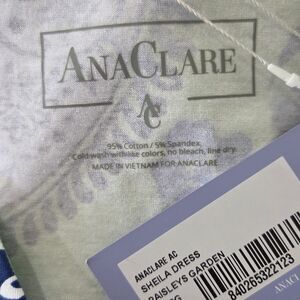 ANACLARE
AC
95% Cotton / 5% Spandex
Cold wash with like colors, no bleach, line dry.
MADE IN VIETNAM FOR ANACLARE
ANACLARE AC
SHEILA DRESS
PAISLEYS GARDEN
840265322123